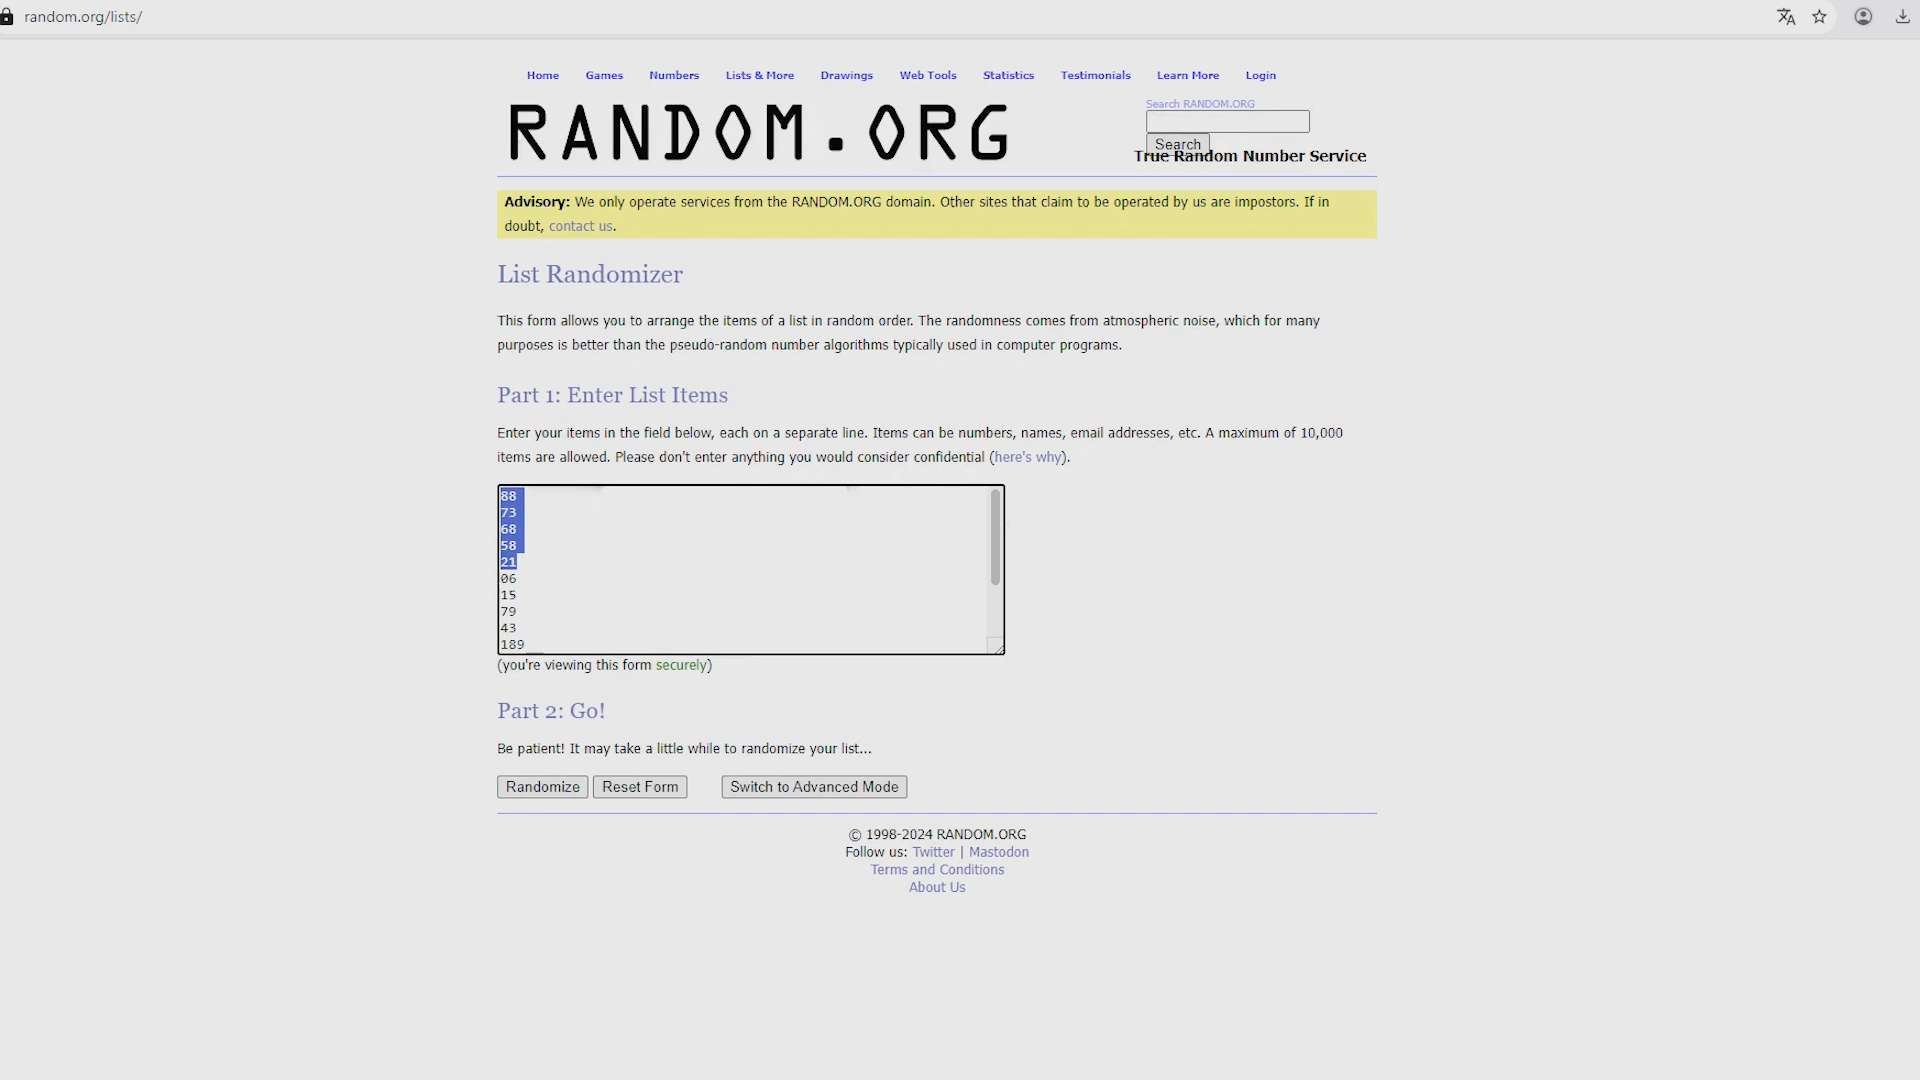 random.org/lists/
Home Games Numbers Lists & More Drawings Web Tools Statistics Testimonials Learn More Login
RANDOM.ORG
Search RANDOM.ORG
Search
True Random Number Service
Advisory: We only operate services from the RANDOM.ORG domain. Other sites that claim to be operated by us are impostors. If in
doubt, contact us.
List Randomizer
This form allows you to arrange the items of a list in random order. The randomness comes from atmospheric noise, which for many
purposes is better than the pseudo-random number algorithms typically used in computer programs.
Part 1: Enter List Items
Enter your items in the field below, each on a separate line. Items can be numbers, names, email addresses, etc. A maximum of 10,000
items are allowed. Please don't enter anything you would consider confidential (here's why).
88
73
68
58
21
06
15
79
43
189
(you're viewing this form securely)
Part 2: Go!
Be patient! It may take a little while to randomize your list...
Randomize Reset Form Switch to Advanced Mode
© 1998-2024 RANDOM.ORG
Follow us: Twitter | Mastodon
Terms and Conditions
About Us